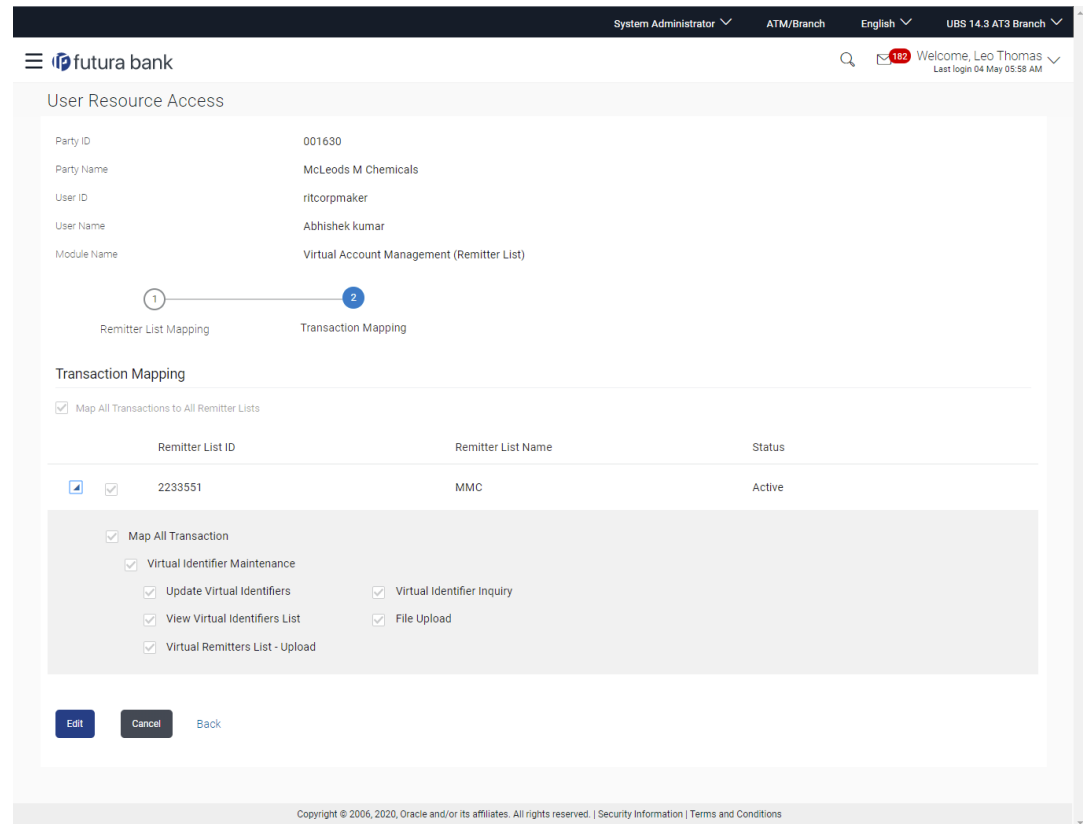 System Administrator ATM/Branch English UBS 14.3 AT3 Branch
futura bank 182 Welcome, Leo Thomas
Last login 04 May 05:58 AM
User Resource Access
Party ID 001630
Party Name McLeods M Chemicals
User ID ritcorpmaker
User Name Abhishek kumar
Module Name Virtual Account Management (Remitter List)
1 2
Remitter List Mapping Transaction Mapping
Transaction Mapping
Map All Transactions to All Remitter Lists
Remitter List ID Remitter List Name Status
2233551 MMC Active
Map All Transaction
Virtual Identifier Maintenance
Update Virtual Identifiers Virtual Identifier Inquiry
View Virtual Identifiers List File Upload
Virtual Remitters List - Upload
Edit Cancel Back
Copyright © 2006, 2020, Oracle and/or its affiliates. All rights reserved. | Security Information | Terms and Conditions